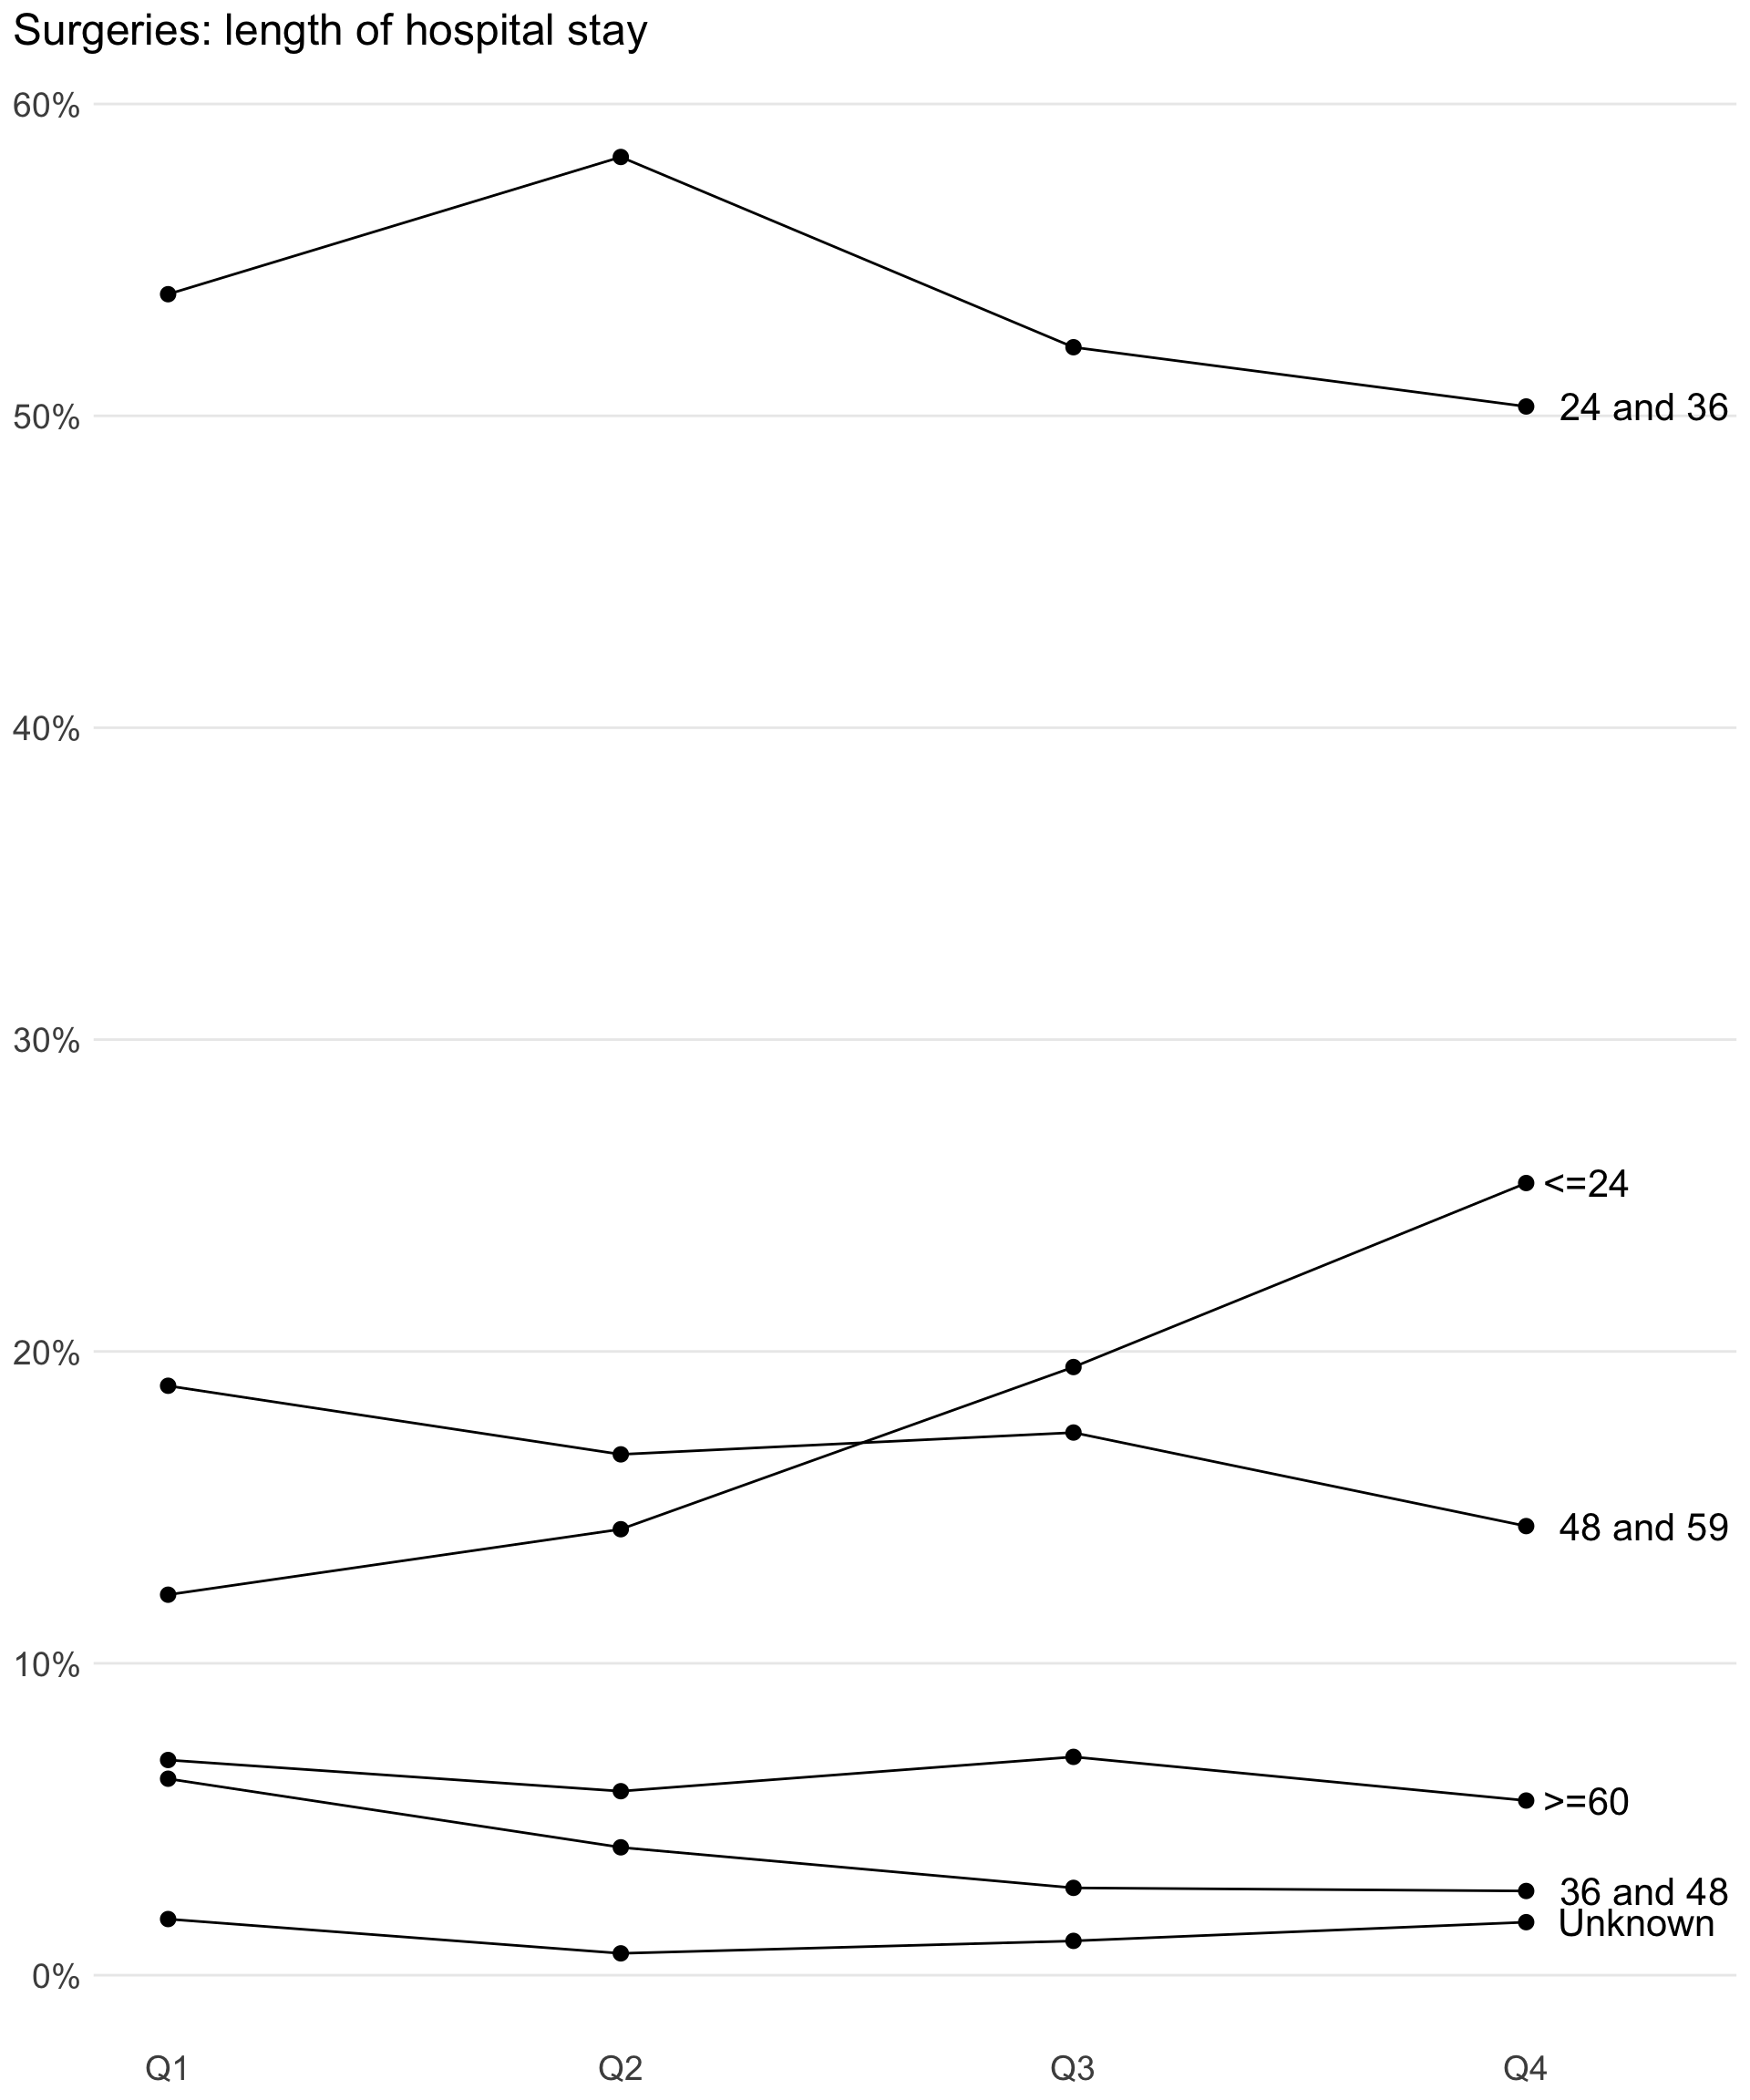 Surgeries: length of hospital stay
60%
50%
24 and 36
40%
30%
<=24
20%
48 and 59
10%
>=60
36 and 48
Unknown
0%
Q1 Q2 Q3 Q4